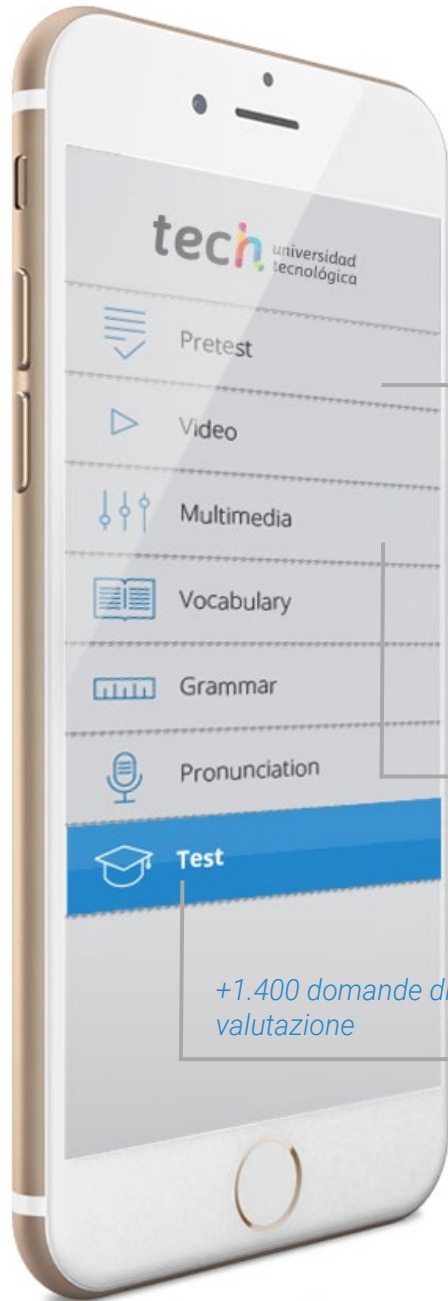 tech universidad
tecnológica
Pretest
Video
Multimedia
Vocabulary
Grammar
Pronunciation
Test
+1.400 domande di
valutazione